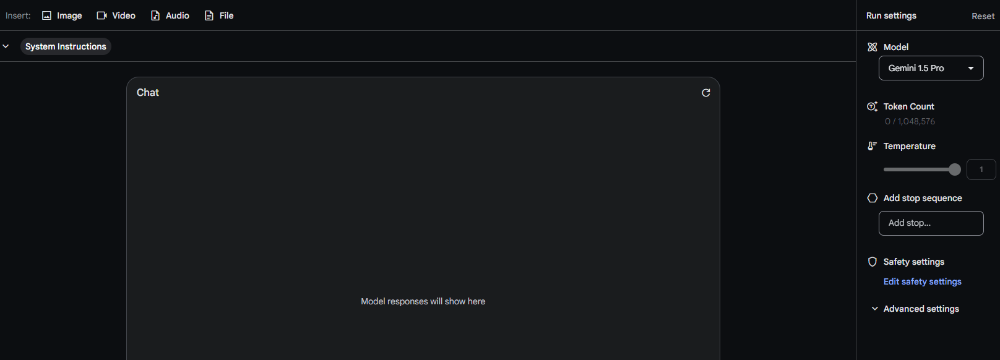 Insert: Image Video Audio File
System Instructions
Chat
Model responses will show here
Run settings Reset
Model
Gemini 1.5 Pro
Token Count
0 / 1,048,576
Temperature
1
Add stop sequence
Add stop...
Safety settings
Edit safety settings
Advanced settings